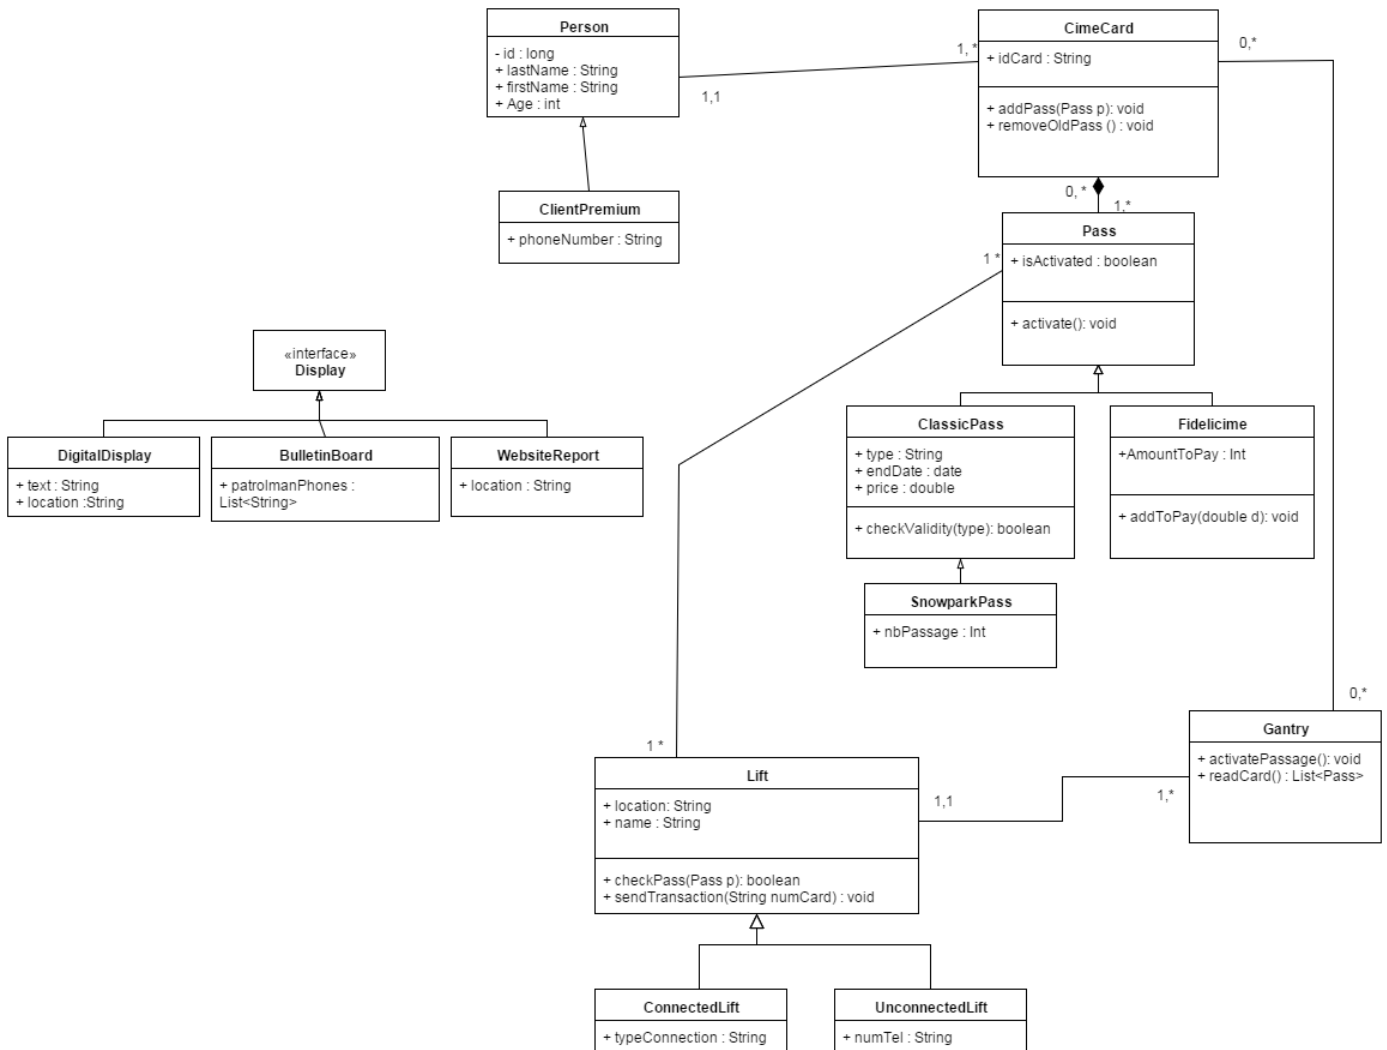 Person
- id : long
+ lastName : String
+ firstName : String
+ Age : int
1,1
1, *
CimeCard
+ idCard : String
+ addPass(Pass p): void
+ removeOldPass () : void
0,*
0, *
1,*
ClientPremium
+ phoneNumber : String
Pass
+ isActivated : boolean
+ activate(): void
1 *
«interface»
Display
DigitalDisplay
+ text : String
+ location :String
BulletinBoard
+ patrolmanPhones :
List<String>
WebsiteReport
+ location : String
ClassicPass
+ type : String
+ endDate : date
+ price : double
+ checkValidity(type): boolean
Fidelicime
+AmountToPay : Int
+ addToPay(double d): void
SnowparkPass
+ nbPassage : Int
0,*
Gantry
+ activatePassage(): void
+ readCard() : List<Pass>
1 *
Lift
+ location: String
+ name : String
+ checkPass(Pass p): boolean
+ sendTransaction(String numCard) : void
1,1
1,*
ConnectedLift
+ typeConnection : String
UnconnectedLift
+ numTel : String